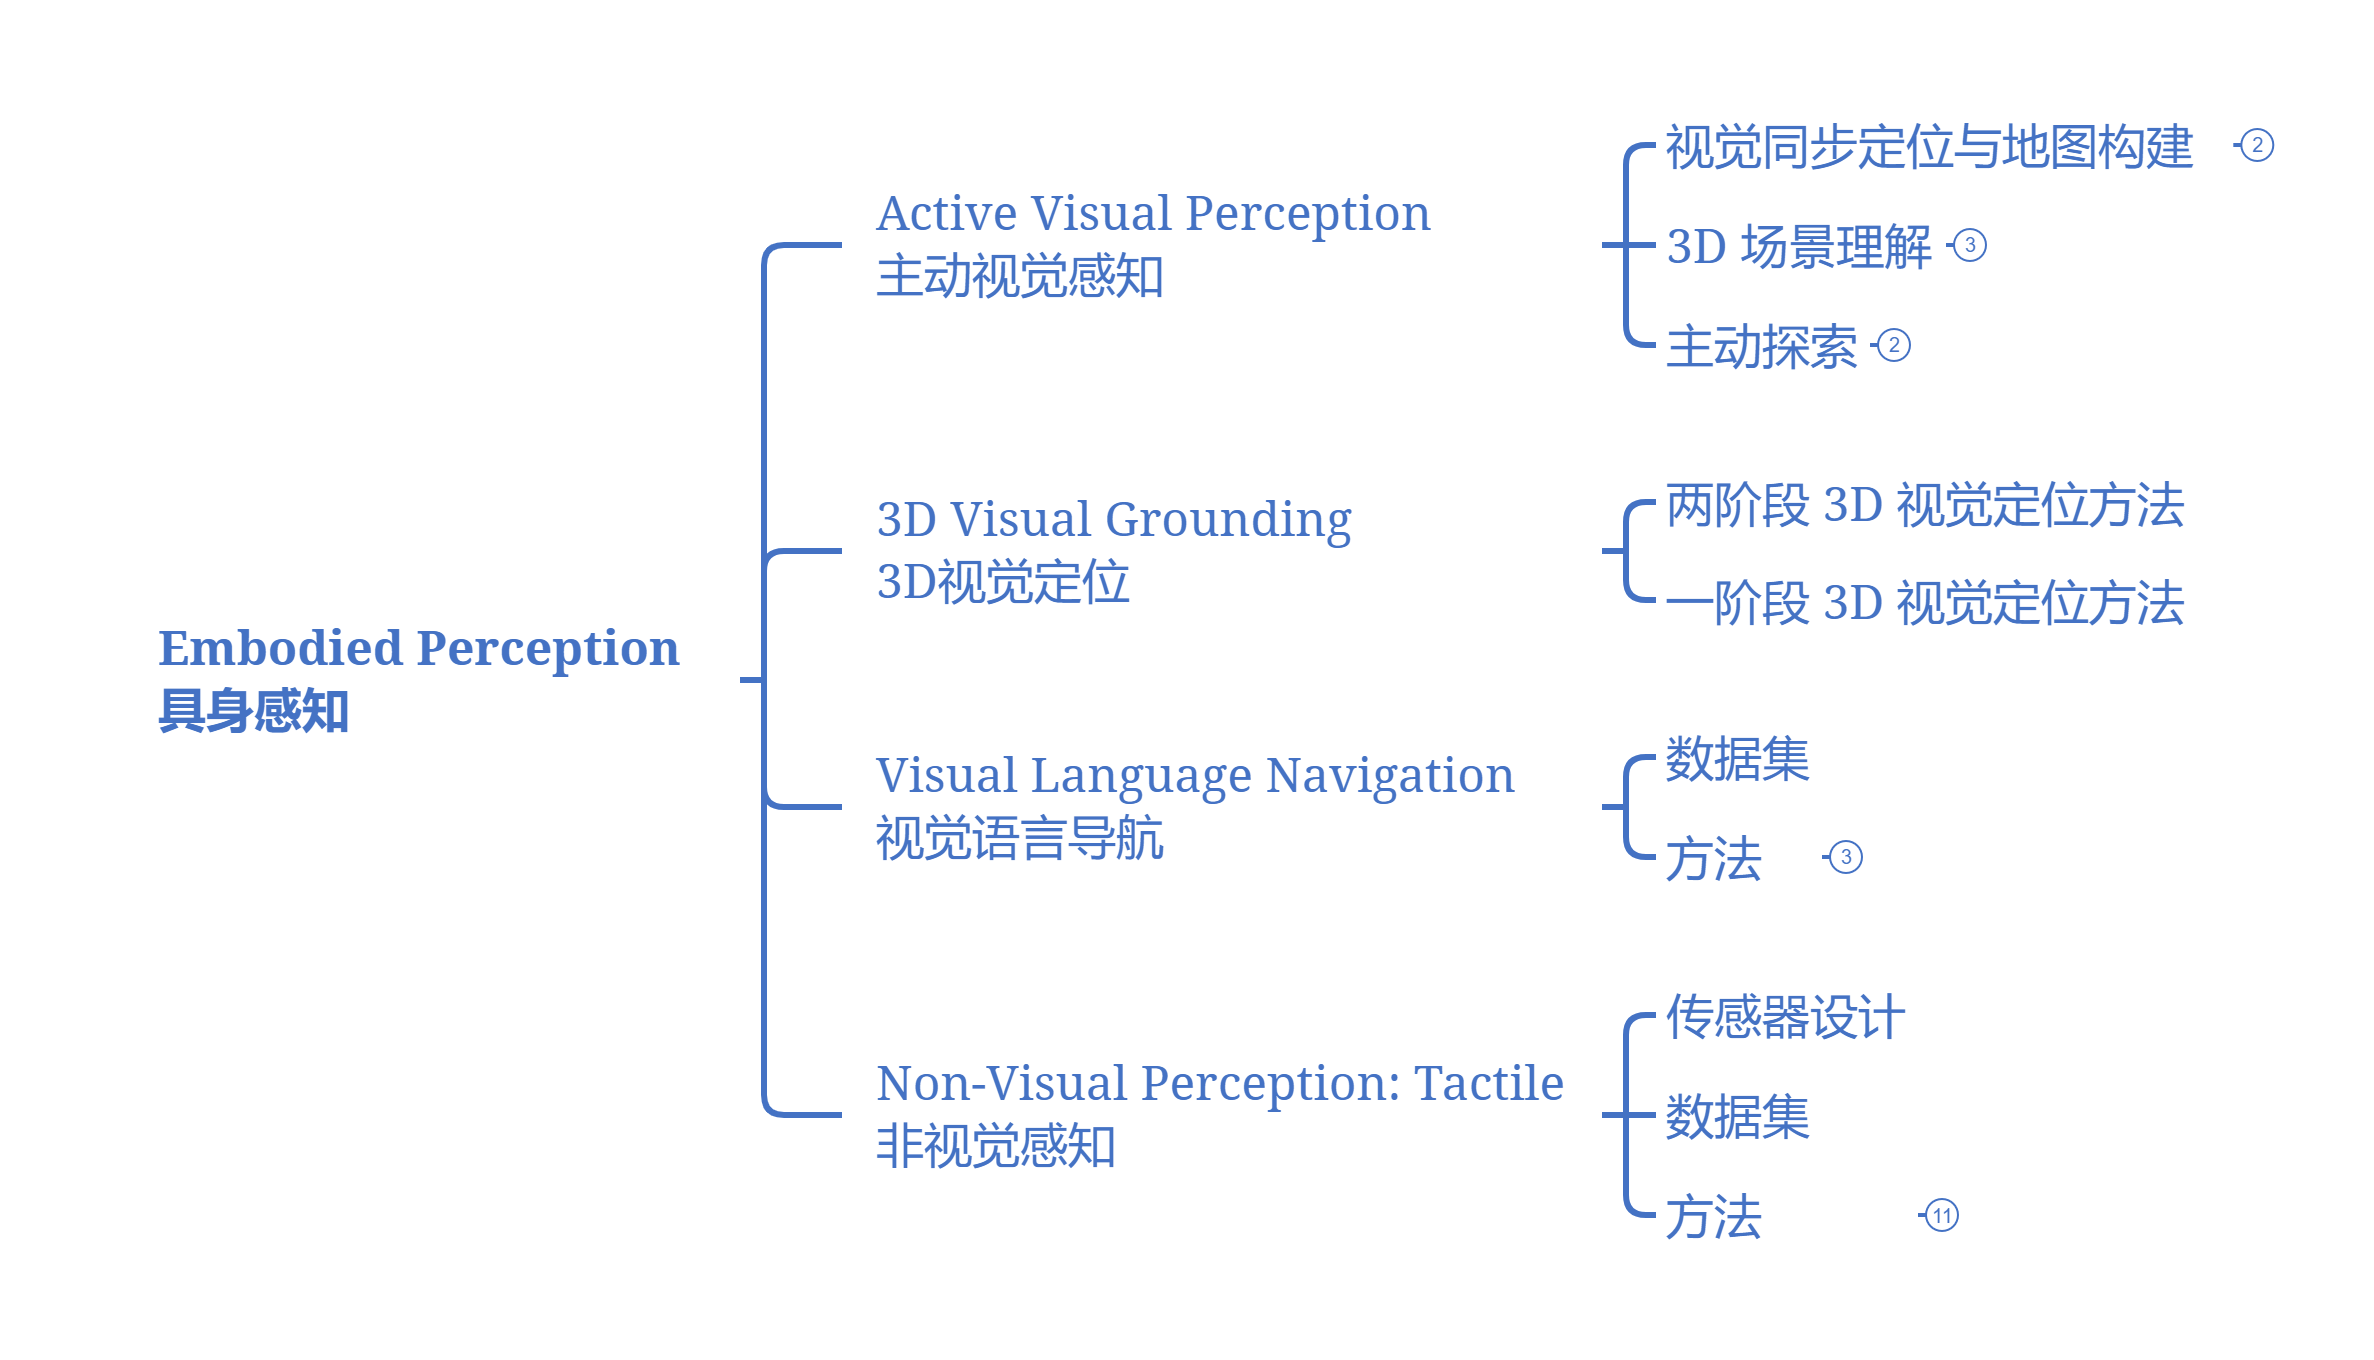 Embodied Perception
具身感知
Active Visual Perception
主动视觉感知
视觉同步定位与地图构建 2
3D 场景理解 3
主动探索 2
3D Visual Grounding
3D视觉定位
两阶段 3D 视觉定位方法
一阶段 3D 视觉定位方法
Visual Language Navigation
视觉语言导航
数据集
方法 3
Non-Visual Perception: Tactile
非视觉感知
传感器设计
数据集
方法 11